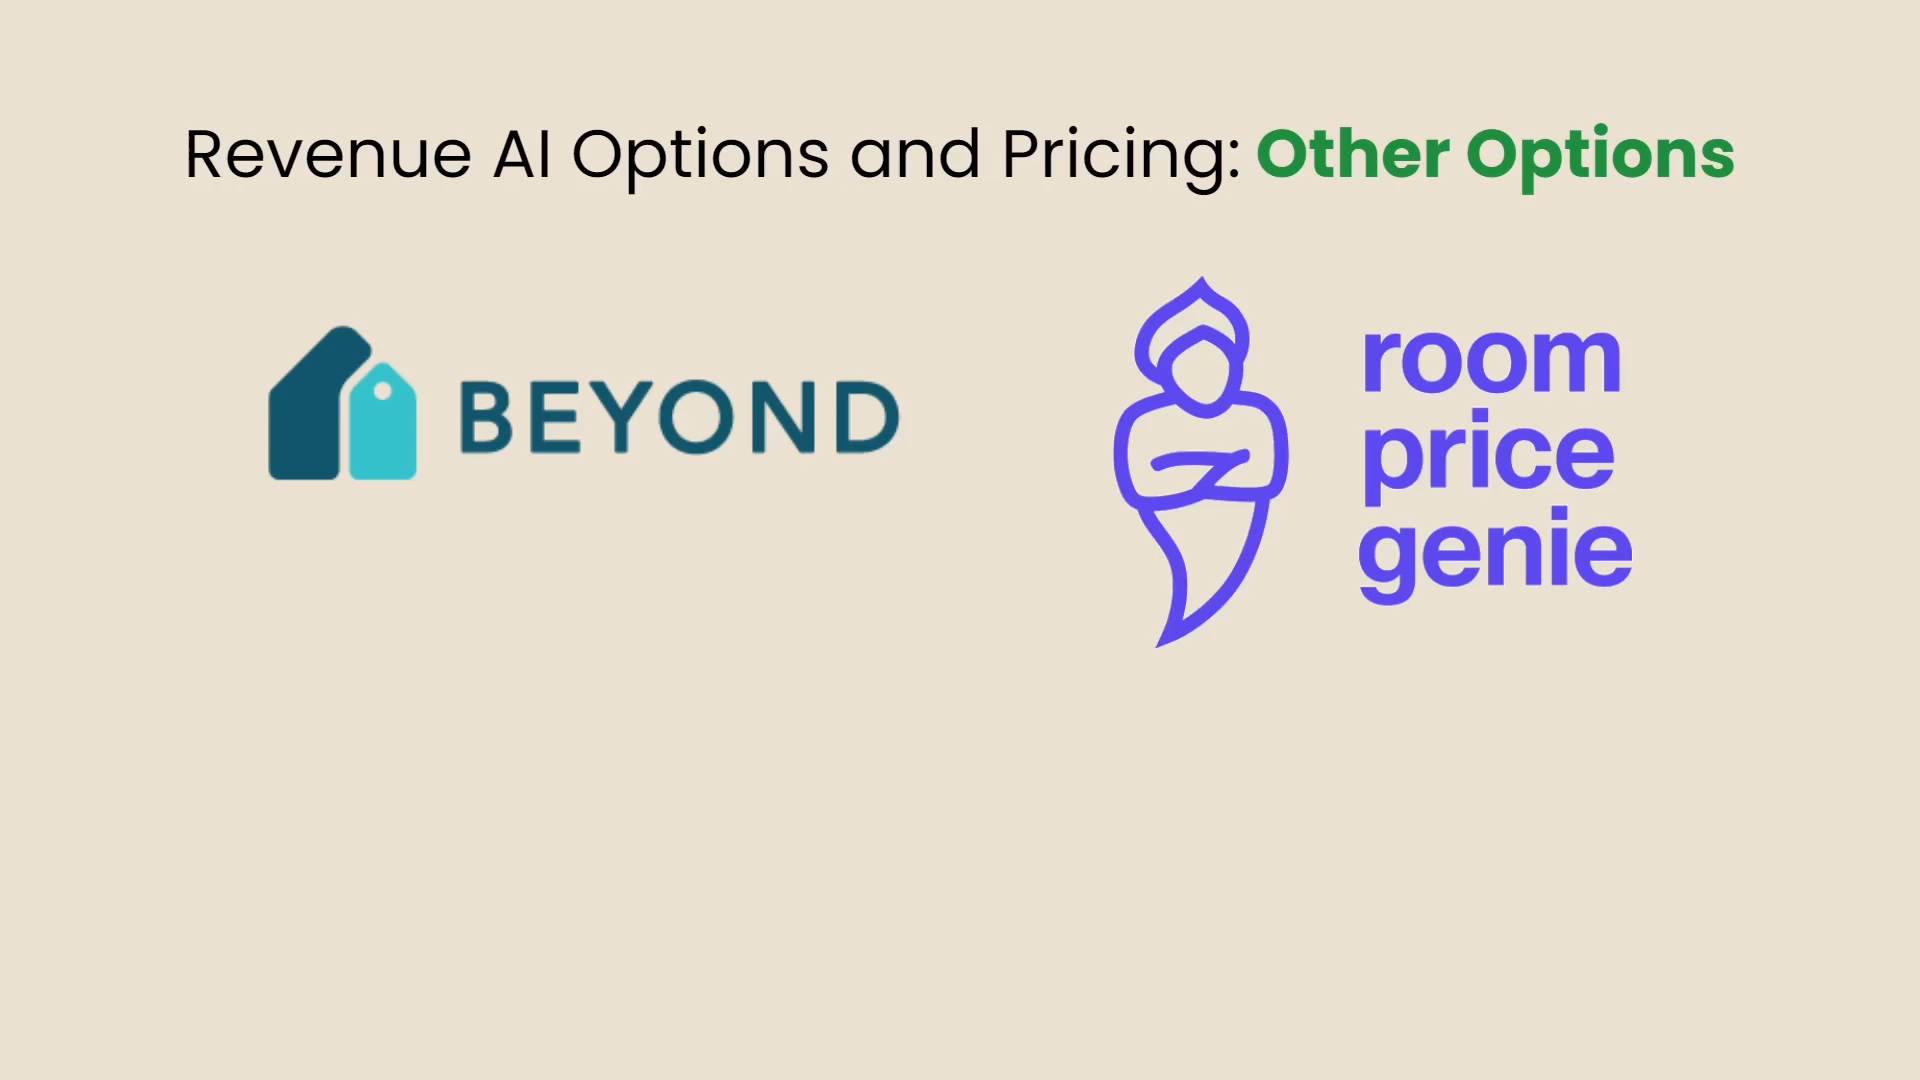 Revenue AI Options and Pricing: Other Options
BEYOND
room
price
genie